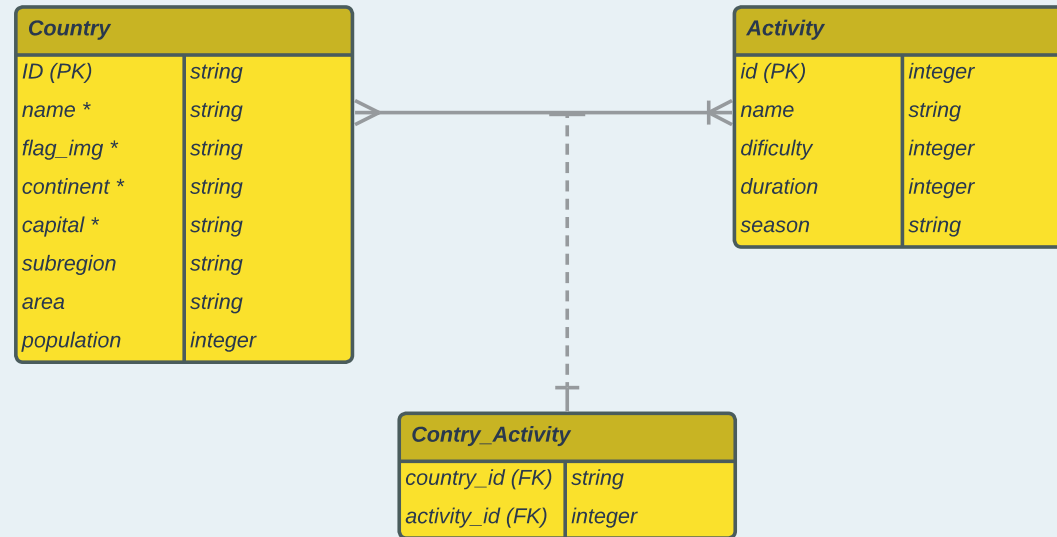 Country
ID (PK) string
name * string
flag_img * string
continent * string
capital * string
subregion string
area string
population integer
Activity
id (PK) integer
name string
dificulty integer
duration integer
season string
Contry_Activity
country_id (FK) string
activity_id (FK) integer